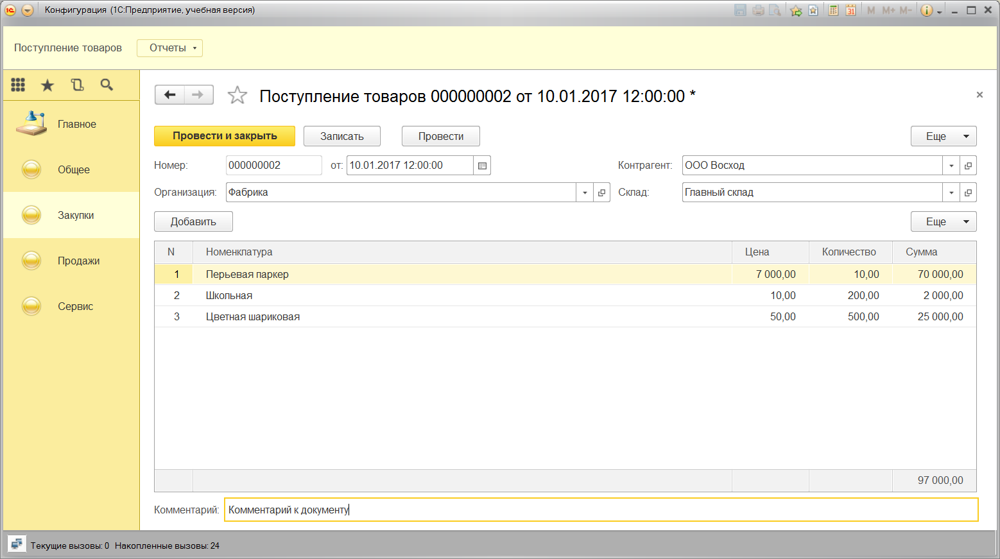 Конфигурация (1С:Предприятие, учебная версия)
31 M M+ M-
Поступление товаров Отчеты
Главное
Общее
Закупки
Продажи
Сервис
Поступление товаров 000000002 от 10.01.2017 12:00:00 *
Провести и закрыть Записать Провести Еще
Номер: 000000002 от: 10.01.2017 12:00:00 Контрагент: ООО Восход
Организация: Фабрика Склад: Главный склад
Добавить Еще
N Номенклатура Цена Количество Сумма
1 Перьевая паркер 7 000,00 10,00 70 000,00
2 Школьная 10,00 200,00 2 000,00
3 Цветная шариковая 50,00 500,00 25 000,00
97 000,00
Комментарий: Комментарий к документу
Текущие вызовы: 0 Накопленные вызовы: 24